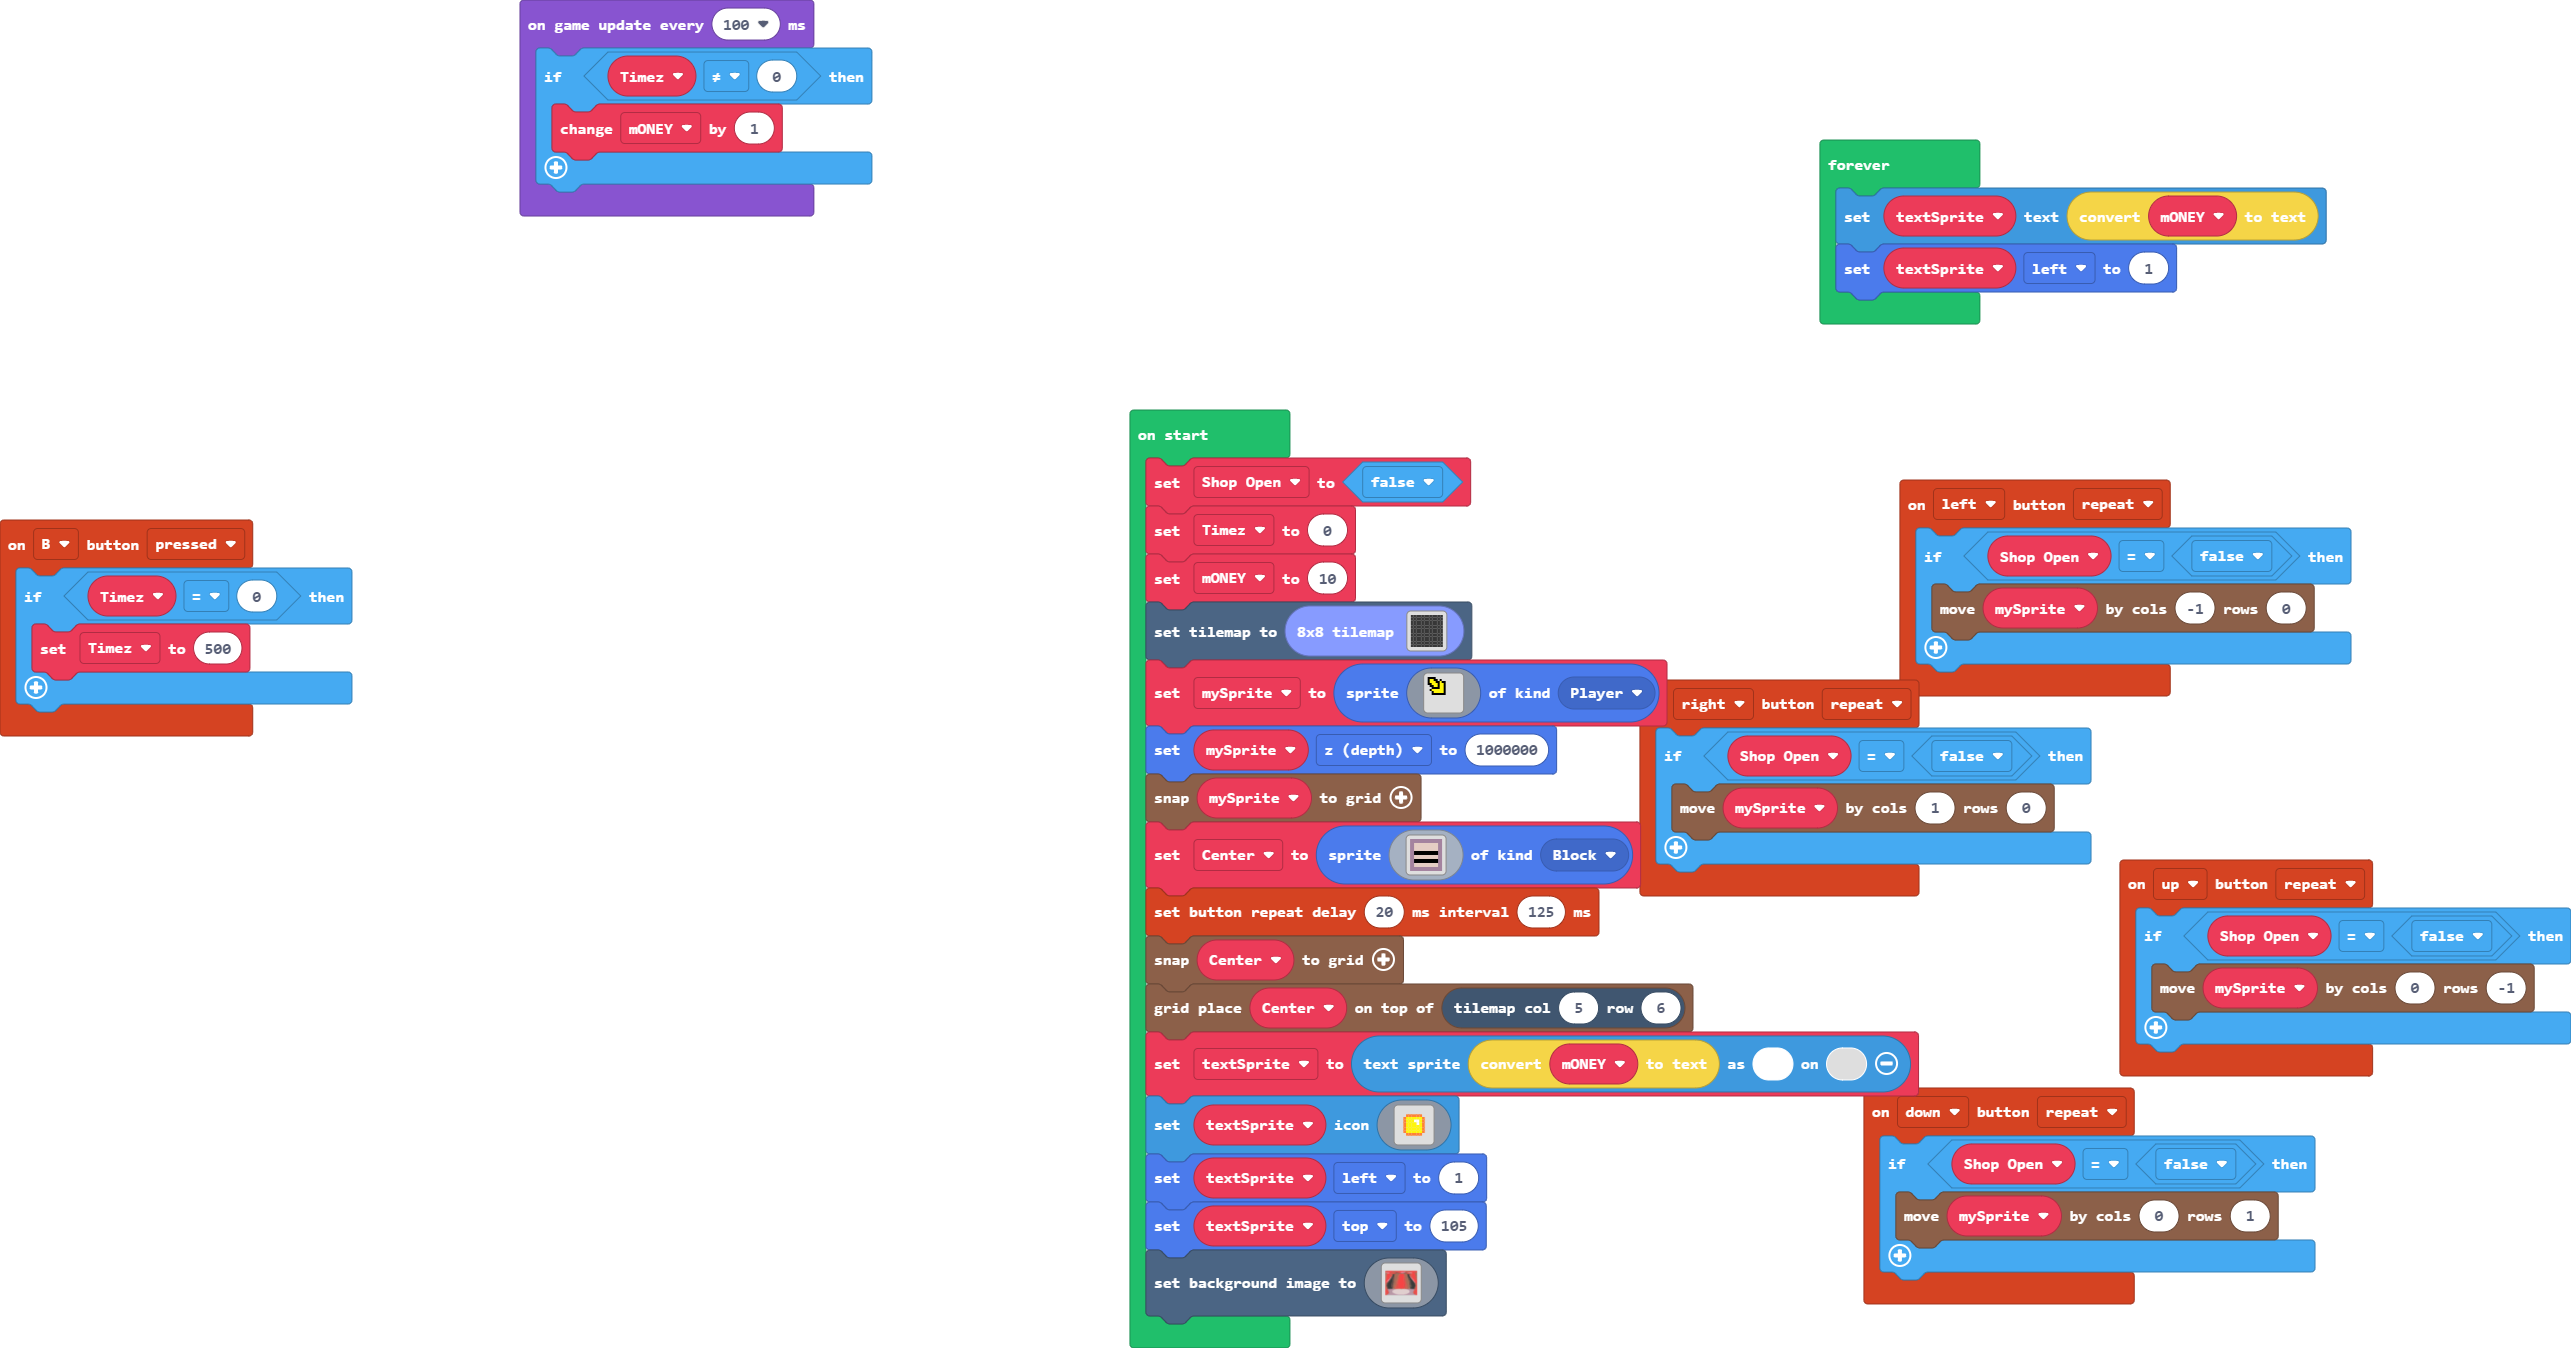 on game update every 100 ms
if Timez ≠ 0 then
change mONEY by 1
forever
set textSprite text convert mONEY to text
set textSprite left to 1
on B button pressed
if Timez = 0 then
set Timez to 500
on start
set Shop Open to false
set Timez to 0
set mONEY to 10
set tilemap to 8x8 tilemap
set mySprite to sprite of kind Player
set mySprite z (depth) to 1000000
snap mySprite to grid
set Center to sprite of kind Block
set button repeat delay 20 ms interval 125 ms
snap Center to grid
grid place Center on top of tilemap col 5 row 6
set textSprite to text sprite convert mONEY to text as on
set textSprite icon
set textSprite left to 1
set textSprite top to 105
set background image to
on left button repeat
if Shop Open = false then
move mySprite by cols -1 rows 0
right button repeat
if Shop Open = false then
move mySprite by cols 1 rows 0
on up button repeat
if Shop Open = false then
move mySprite by cols 0 rows -1
on down button repeat
if Shop Open = false then
move mySprite by cols 0 rows 1